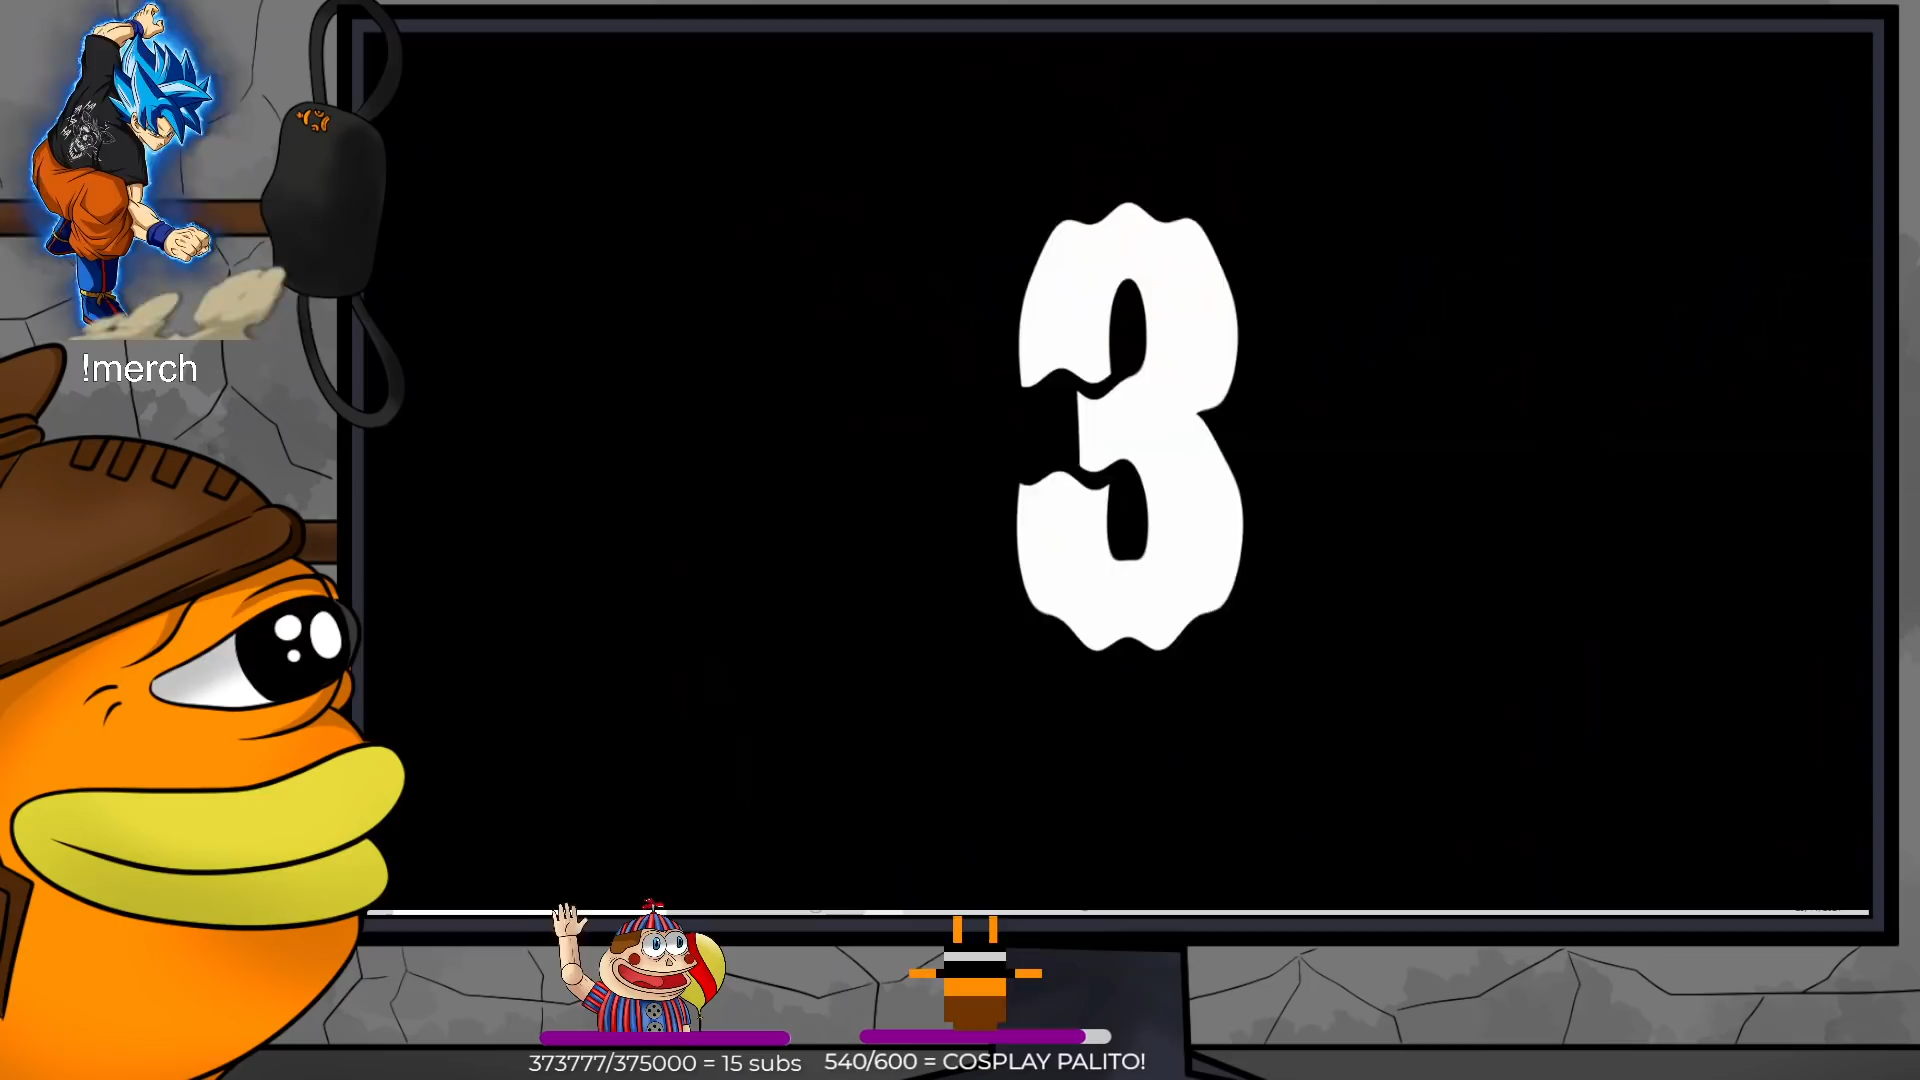 3
!merch
373777/375000 = 15 subs
540/600 = COSPLAY PALITO!